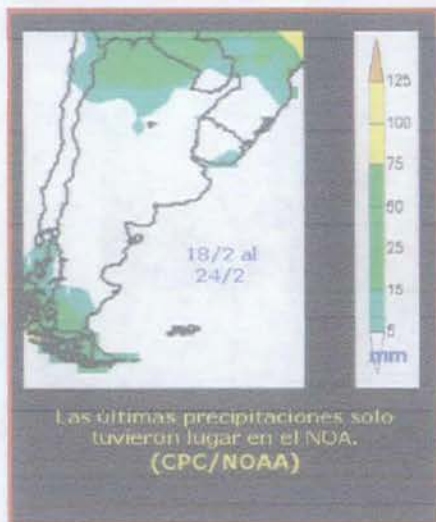 125
100
75
50
25
15
5
mm
18/2 al
24/2
Las últimas precipitaciones solo
tuvieron lugar en el NOA.
(CPC/NOAA)